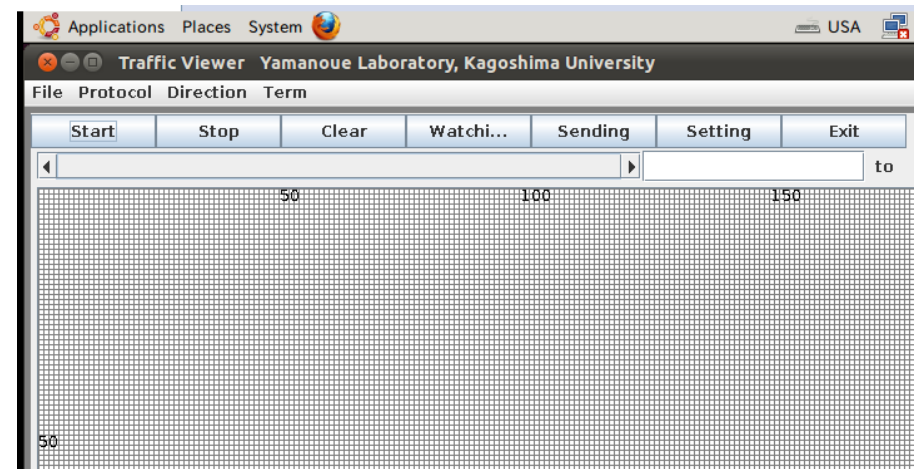 Applications Places System USA
Traffic Viewer Yamanoue Laboratory, Kagoshima University
File Protocol Direction Term
Start Stop Clear Watchi... Sending Setting Exit
to
50 100 150
50